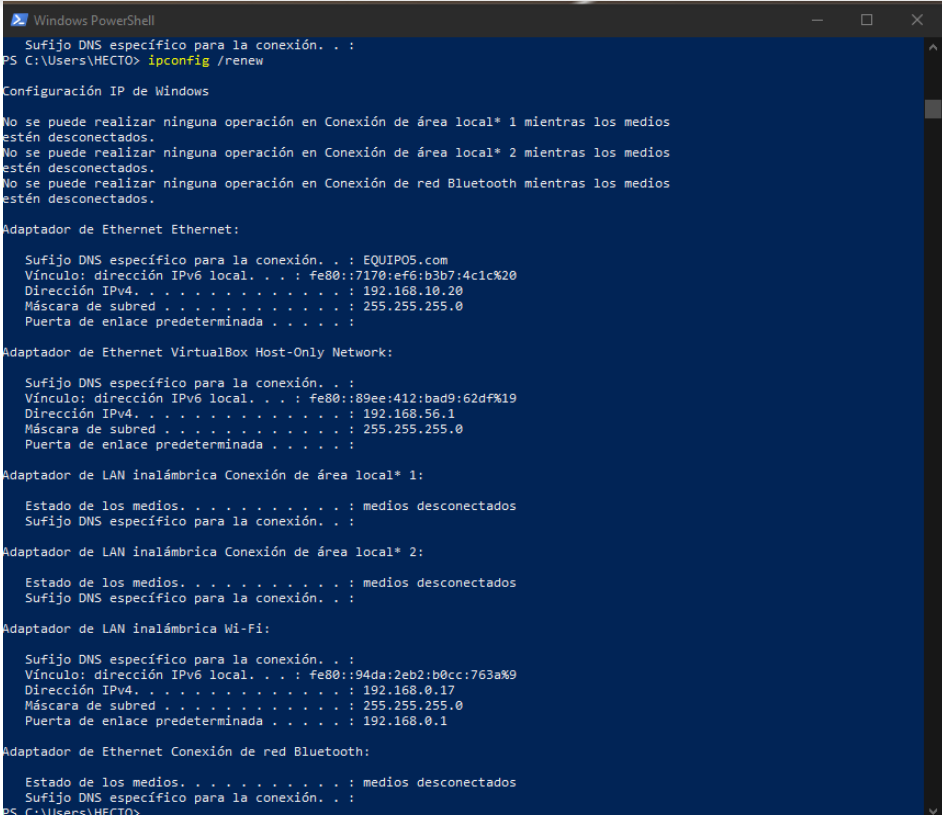 Windows PowerShell
   Sufijo DNS específico para la conexión. . :
PS C:\Users\HECTO> ipconfig /renew
Configuración IP de Windows
No se puede realizar ninguna operación en Conexión de área local* 1 mientras los medios
estén desconectados.
No se puede realizar ninguna operación en Conexión de área local* 2 mientras los medios
estén desconectados.
No se puede realizar ninguna operación en Conexión de red Bluetooth mientras los medios
estén desconectados.
Adaptador de Ethernet Ethernet:
   Sufijo DNS específico para la conexión. . : EQUIPO5.com
   Vínculo: dirección IPv6 local. . . : fe80::7170:ef6:b3b7:4c1c%20
   Dirección IPv4. . . . . . . . . . . . . . : 192.168.10.20
   Máscara de subred . . . . . . . . . . . . : 255.255.255.0
   Puerta de enlace predeterminada . . . . . :
Adaptador de Ethernet VirtualBox Host-Only Network:
   Sufijo DNS específico para la conexión. . :
   Vínculo: dirección IPv6 local. . . : fe80::89ee:412:bad9:62df%19
   Dirección IPv4. . . . . . . . . . . . . . : 192.168.56.1
   Máscara de subred . . . . . . . . . . . . : 255.255.255.0
   Puerta de enlace predeterminada . . . . . :
Adaptador de LAN inalámbrica Conexión de área local* 1:
   Estado de los medios. . . . . . . . . . . : medios desconectados
   Sufijo DNS específico para la conexión. . :
Adaptador de LAN inalámbrica Conexión de área local* 2:
   Estado de los medios. . . . . . . . . . . : medios desconectados
   Sufijo DNS específico para la conexión. . :
Adaptador de LAN inalámbrica Wi-Fi:
   Sufijo DNS específico para la conexión. . :
   Vínculo: dirección IPv6 local. . . : fe80::94da:2eb2:b0cc:763a%9
   Dirección IPv4. . . . . . . . . . . . . . : 192.168.0.17
   Máscara de subred . . . . . . . . . . . . : 255.255.255.0
   Puerta de enlace predeterminada . . . . . : 192.168.0.1
Adaptador de Ethernet Conexión de red Bluetooth:
   Estado de los medios. . . . . . . . . . . : medios desconectados
   Sufijo DNS específico para la conexión. . :
PS C:\Users\HECTO>